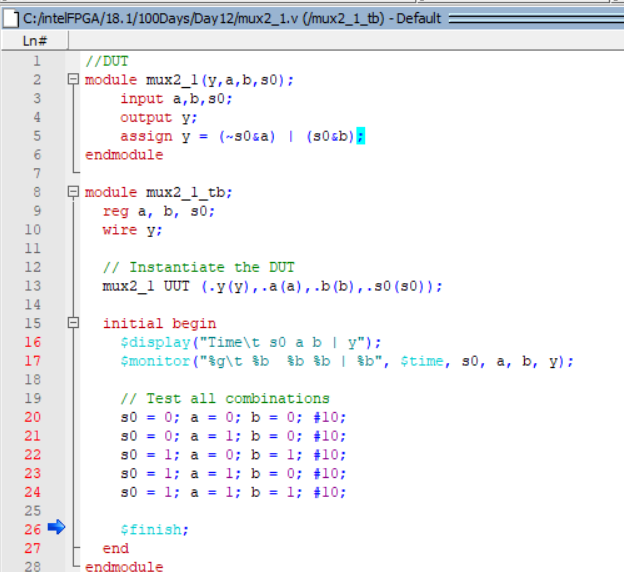 C:/intelFPGA/18.1/100Days/Day12/mux2_1.v (/mux2_1_tb) - Default
Ln#
1 //DUT
2 module mux2_1(y,a,b,s0);
3 input a,b,s0;
4 output y;
5 assign y = (~s0&a) | (s0&b);
6 endmodule
7
8 module mux2_1_tb;
9 reg a, b, s0;
10 wire y;
11
12 // Instantiate the DUT
13 mux2_1 UUT (.y(y),.a(a),.b(b),.s0(s0));
14
15 initial begin
16 $display("Time\t s0 a b | y");
17 $monitor("%g\t %b  %b %b | %b", $time, s0, a, b, y);
18
19 // Test all combinations
20 s0 = 0; a = 0; b = 0; #10;
21 s0 = 0; a = 1; b = 0; #10;
22 s0 = 1; a = 0; b = 1; #10;
23 s0 = 1; a = 1; b = 0; #10;
24 s0 = 1; a = 1; b = 1; #10;
25
26 $finish;
27 end
28 endmodule